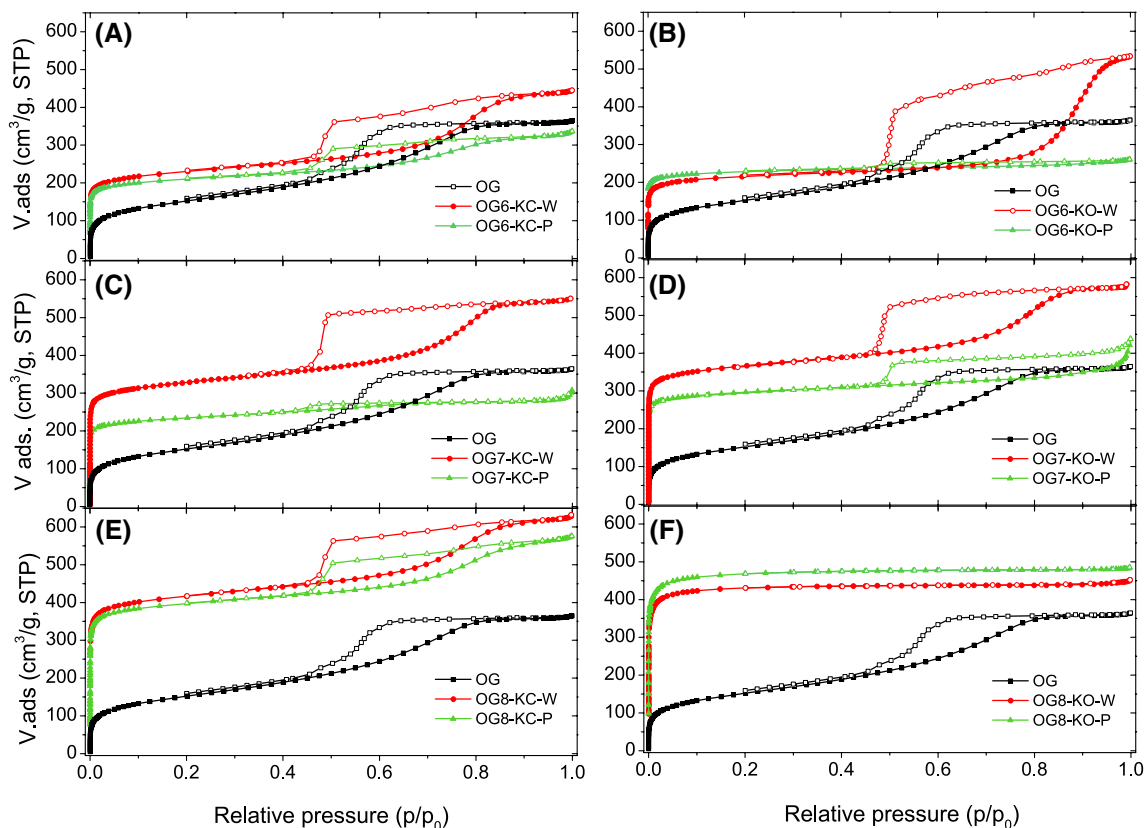 (A)
600
500
400
300
200
100
0
V.ads (cm³/g, STP)
OG
OG6-KC-W
OG6-KC-P
(B)
600
500
400
300
200
100
0
OG
OG6-KO-W
OG6-KO-P
(C)
600
500
400
300
200
100
0
V ads. (cm³/g, STP)
OG
OG7-KC-W
OG7-KC-P
(D)
600
500
400
300
200
100
0
OG
OG7-KO-W
OG7-KO-P
(E)
600
500
400
300
200
100
0
V.ads (cm³/g, STP)
OG
OG8-KC-W
OG8-KC-P
0.0 0.2 0.4 0.6 0.8 1.0
Relative pressure (p/p₀)
(F)
600
500
400
300
200
100
0
OG
OG8-KO-W
OG8-KO-P
0.0 0.2 0.4 0.6 0.8 1.0
Relative pressure (p/p₀)